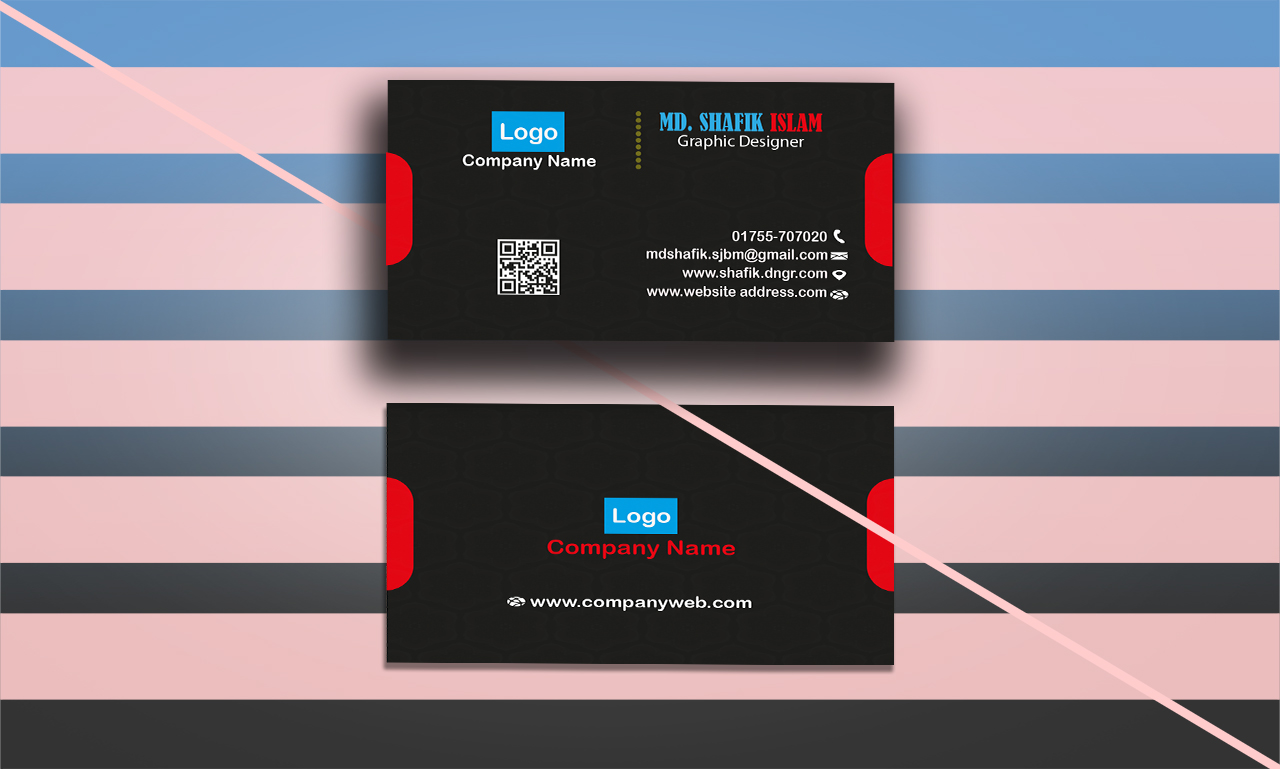 Logo
Company Name
MD. SHAFIK ISLAM
Graphic Designer
01755-707020
mdshafik.sjbm@gmail.com
www.shafik.dngr.com
www.website address.com
Logo
Company Name
www.companyweb.com